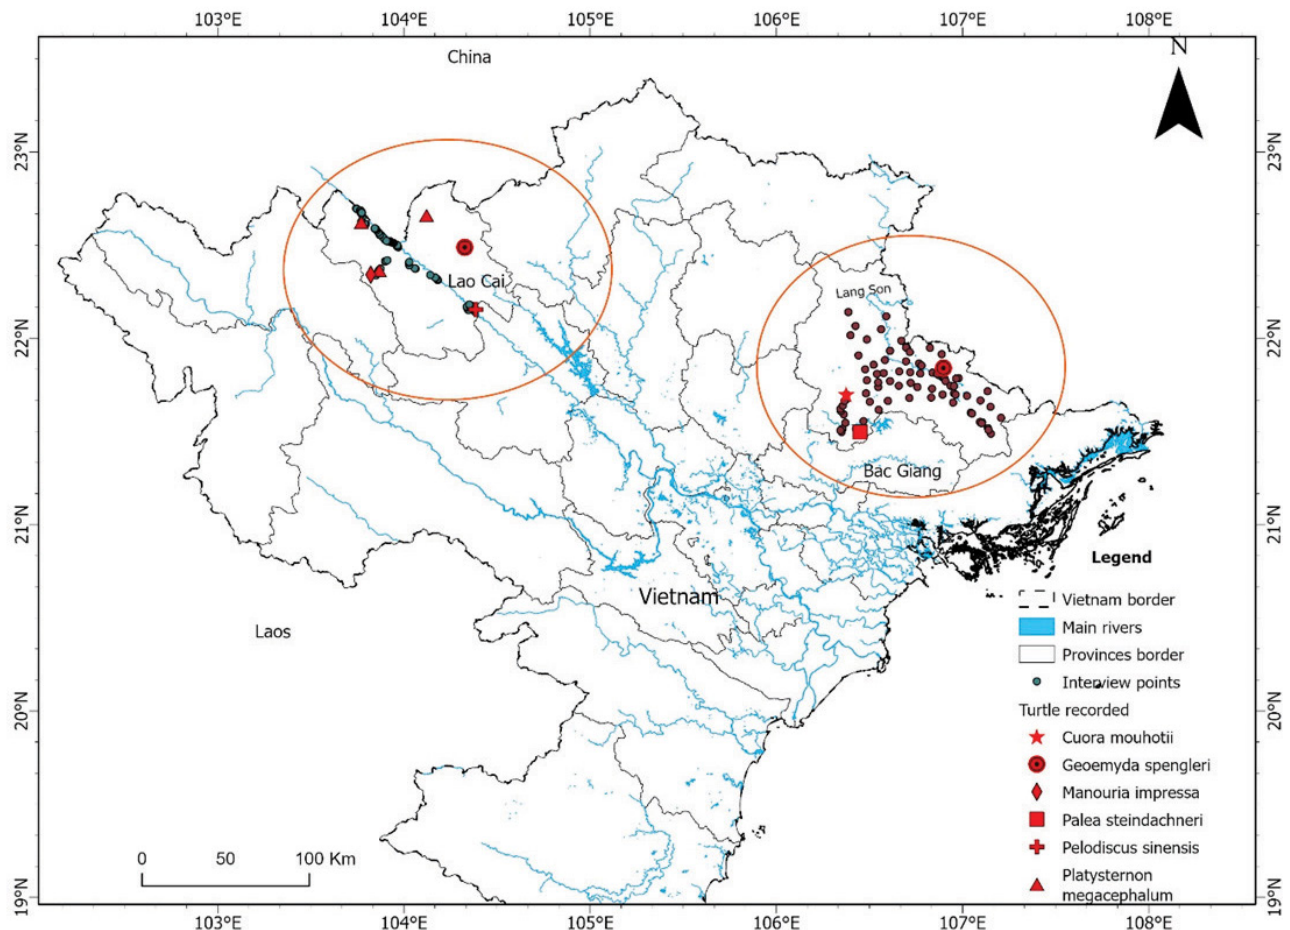 103°E 104°E 105°E 106°E 107°E 108°E
China
N
23°N 23°N
Lao Cai
Lang Son
22°N 22°N
Bac Giang
21°N 21°N
Legend
Vietnam
Vietnam border
Laos
Main rivers
Provinces border
Interview points
20°N 20°N
Turtle recorded
Cuora mouhotii
Geoemyda spengleri
Manouria impressa
Palea steindachneri
Pelodiscus sinensis
0 50 100 Km
Platysternon
megacephalum
19°N 19°N
103°E 104°E 105°E 106°E 107°E 108°E